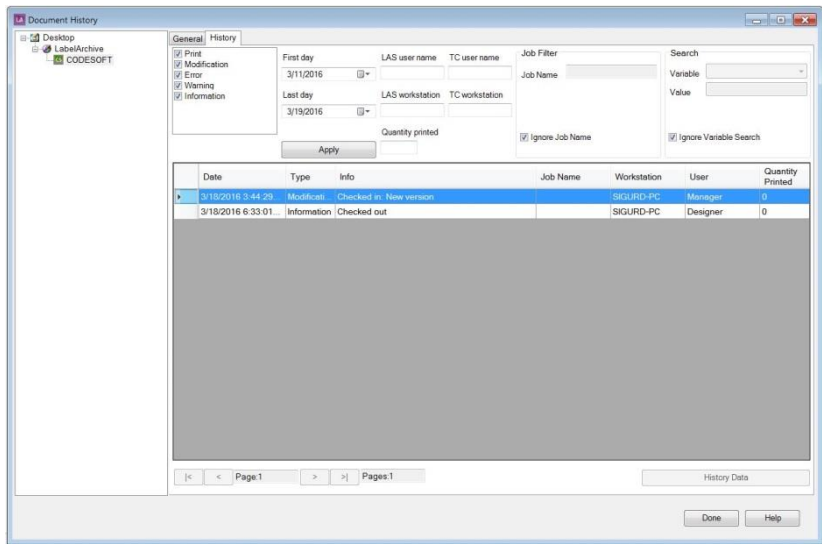 Document History
Desktop
LabelArchive
CODESOFT
General History
Print
Modification
Error
Warning
Information
First day
3/11/2016
Last day
3/19/2016
Apply
LAS user name TC user name
LAS workstation TC workstation
Quantity printed
Job Filter
Job Name
Ignore Job Name
Search
Variable
Value
Ignore Variable Search
Date Type Info Job Name Workstation User Quantity Printed
3/18/2016 3:44:29... Modificati... Checked in: New version SIGURD-PC Manager 0
3/18/2016 6:33:01... Information Checked out SIGURD-PC Designer 0
|< < Page:1 > >| Pages:1 History Data
Done Help